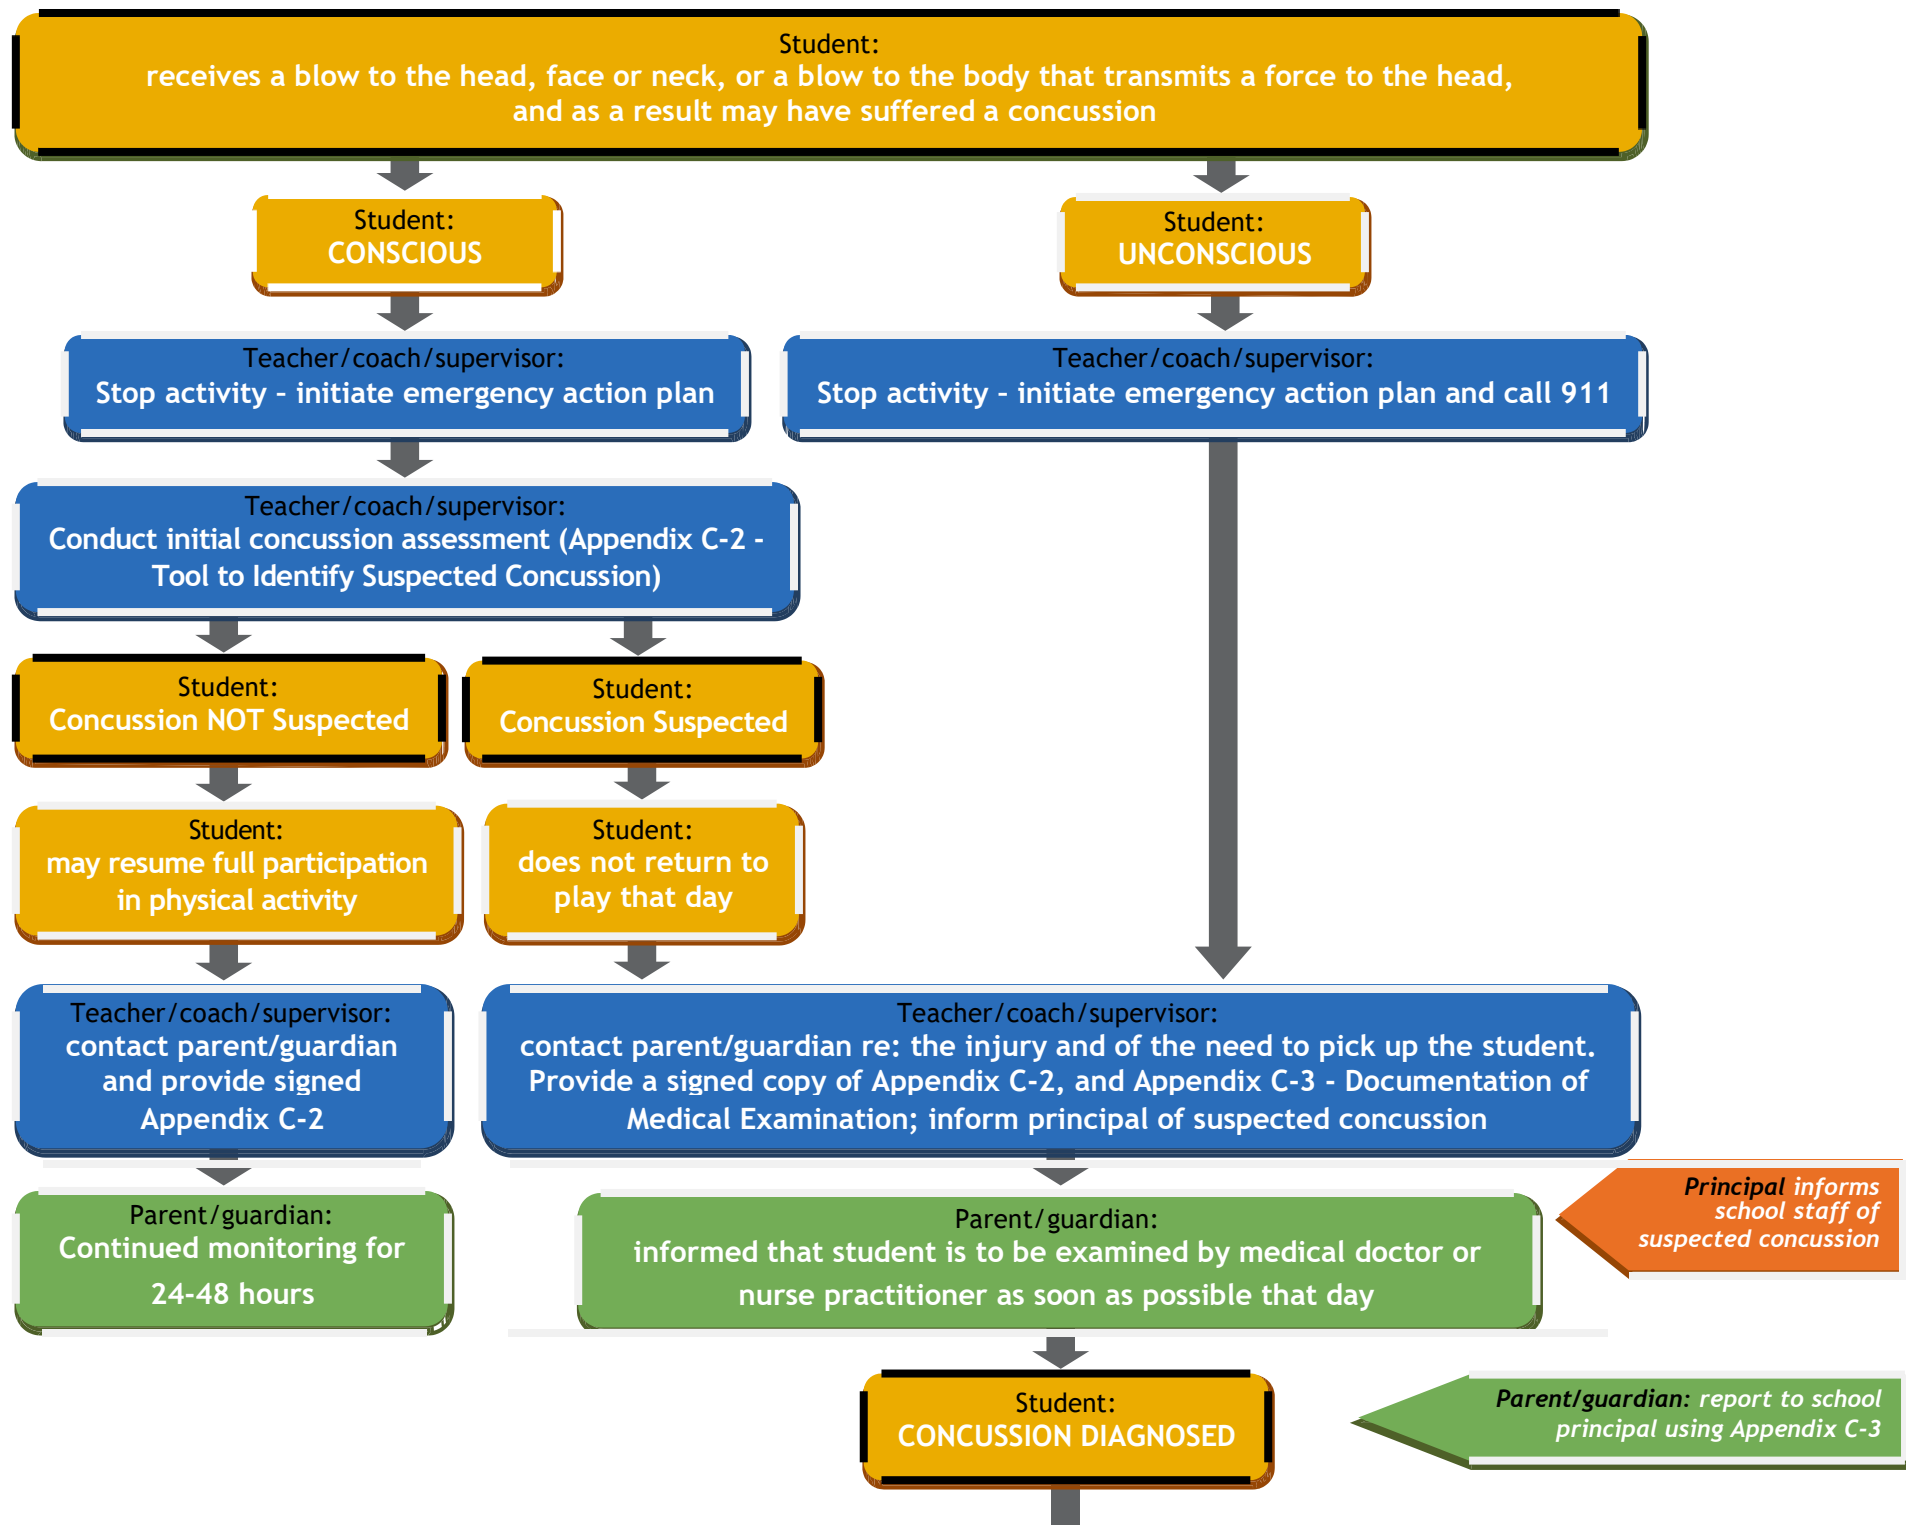 Student:
receives a blow to the head, face or neck, or a blow to the body that transmits a force to the head,
and as a result may have suffered a concussion
Student:
CONSCIOUS
Student:
UNCONSCIOUS
Teacher/coach/supervisor:
Stop activity – initiate emergency action plan
Teacher/coach/supervisor:
Stop activity – initiate emergency action plan and call 911
Teacher/coach/supervisor:
Conduct initial concussion assessment (Appendix C-2 -
Tool to Identify Suspected Concussion)
Student:
Concussion NOT Suspected
Student:
Concussion Suspected
Student:
may resume full participation
in physical activity
Student:
does not return to
play that day
Teacher/coach/supervisor:
contact parent/guardian
and provide signed
Appendix C-2
Teacher/coach/supervisor:
contact parent/guardian re: the injury and of the need to pick up the student.
Provide a signed copy of Appendix C-2, and Appendix C-3 - Documentation of
Medical Examination; inform principal of suspected concussion
Principal informs
school staff of
suspected concussion
Parent/guardian:
Continued monitoring for
24-48 hours
Parent/guardian:
informed that student is to be examined by medical doctor or
nurse practitioner as soon as possible that day
Student:
CONCUSSION DIAGNOSED
Parent/guardian: report to school
principal using Appendix C-3